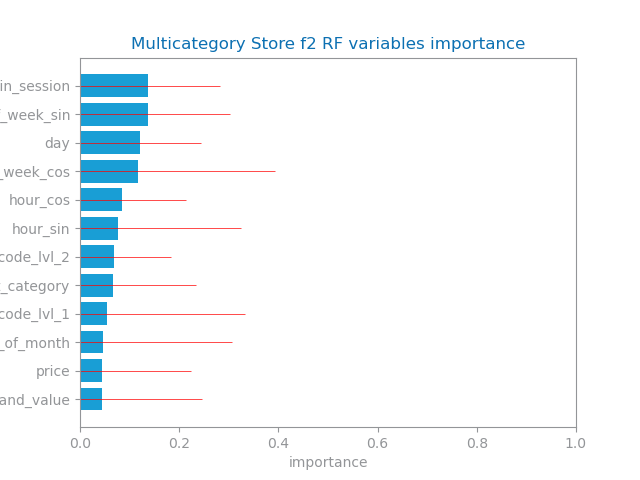 Multicategory Store f2 RF variables importance
in_session
_week_sin
day
_week_cos
hour_cos
hour_sin
code_lvl_2
_category
code_lvl_1
_of_month
price
and_value
0.0 0.2 0.4 0.6 0.8 1.0
importance